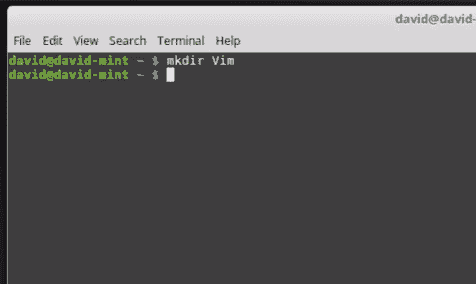 david@david-
File Edit View Search Terminal Help
david@david-mint ~ $ mkdir Vim
david@david-mint ~ $